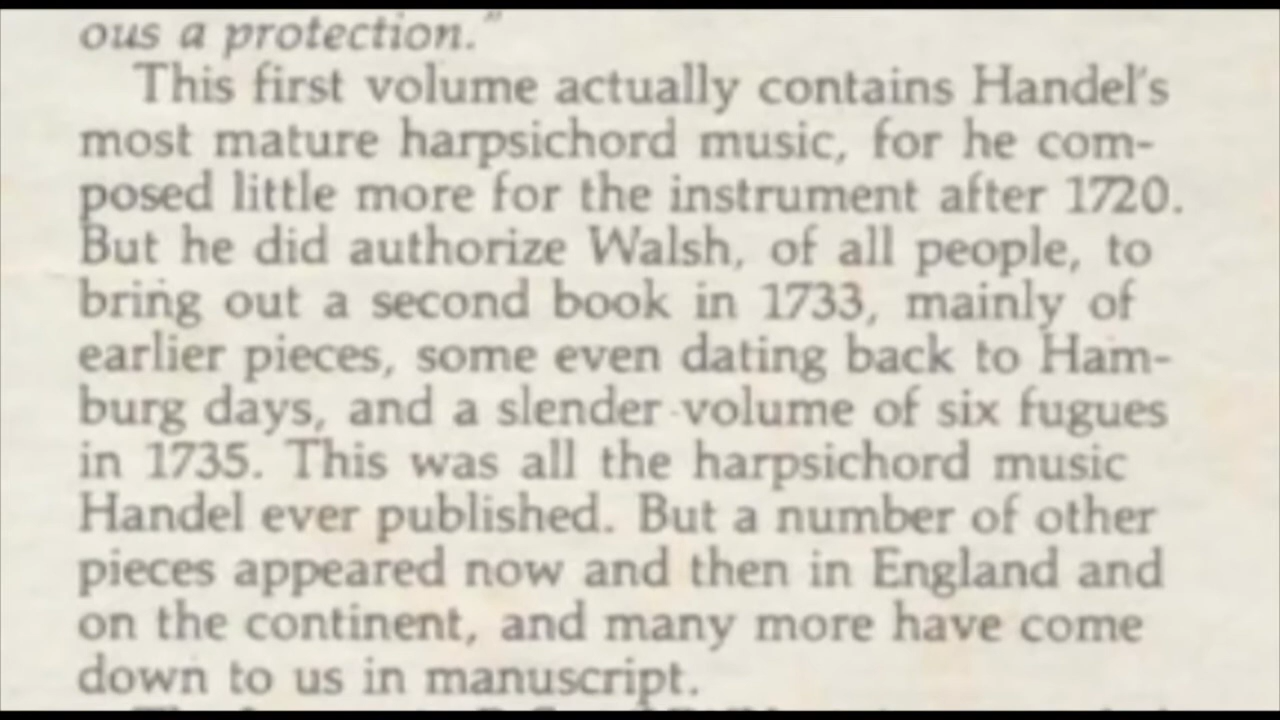 ous a protection."
This first volume actually contains Handel's
most mature harpsichord music, for he com-
posed little more for the instrument after 1720.
But he did authorize Walsh, of all people, to
bring out a second book in 1733, mainly of
earlier pieces, some even dating back to Ham-
burg days, and a slender volume of six fugues
in 1735. This was all the harpsichord music
Handel ever published. But a number of other
pieces appeared now and then in England and
on the continent, and many more have come
down to us in manuscript.